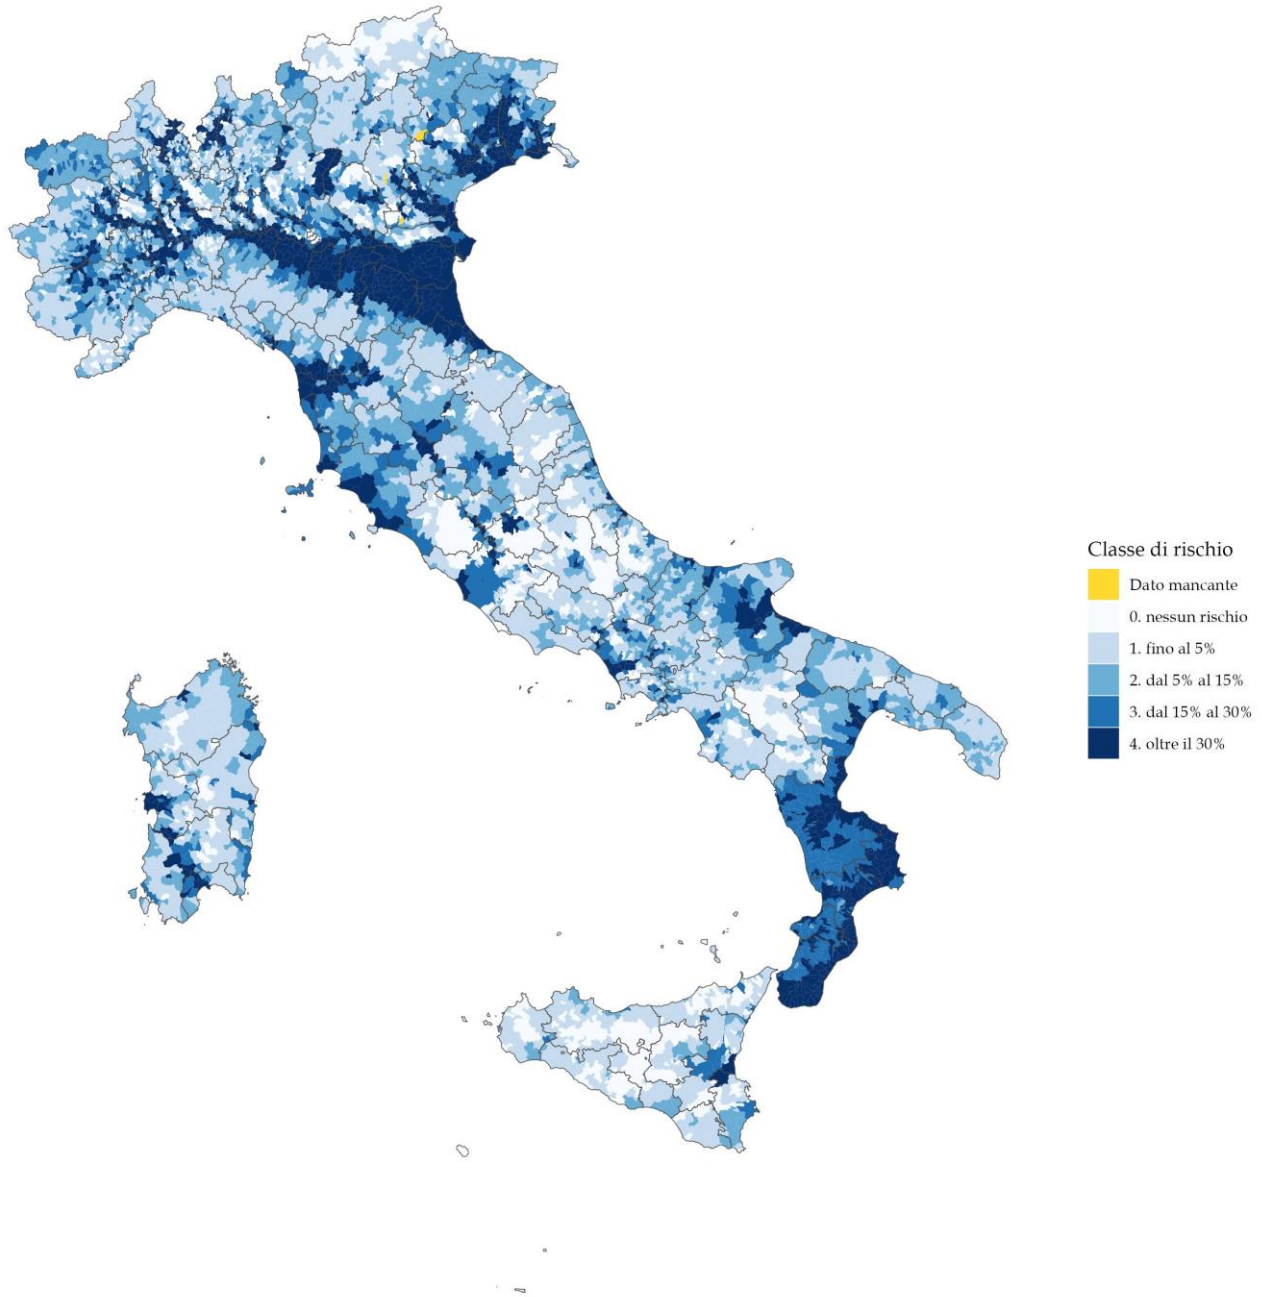 Classe di rischio
Dato mancante
0. nessun rischio
1. fino al 5%
2. dal 5% al 15%
3. dal 15% al 30%
4. oltre il 30%